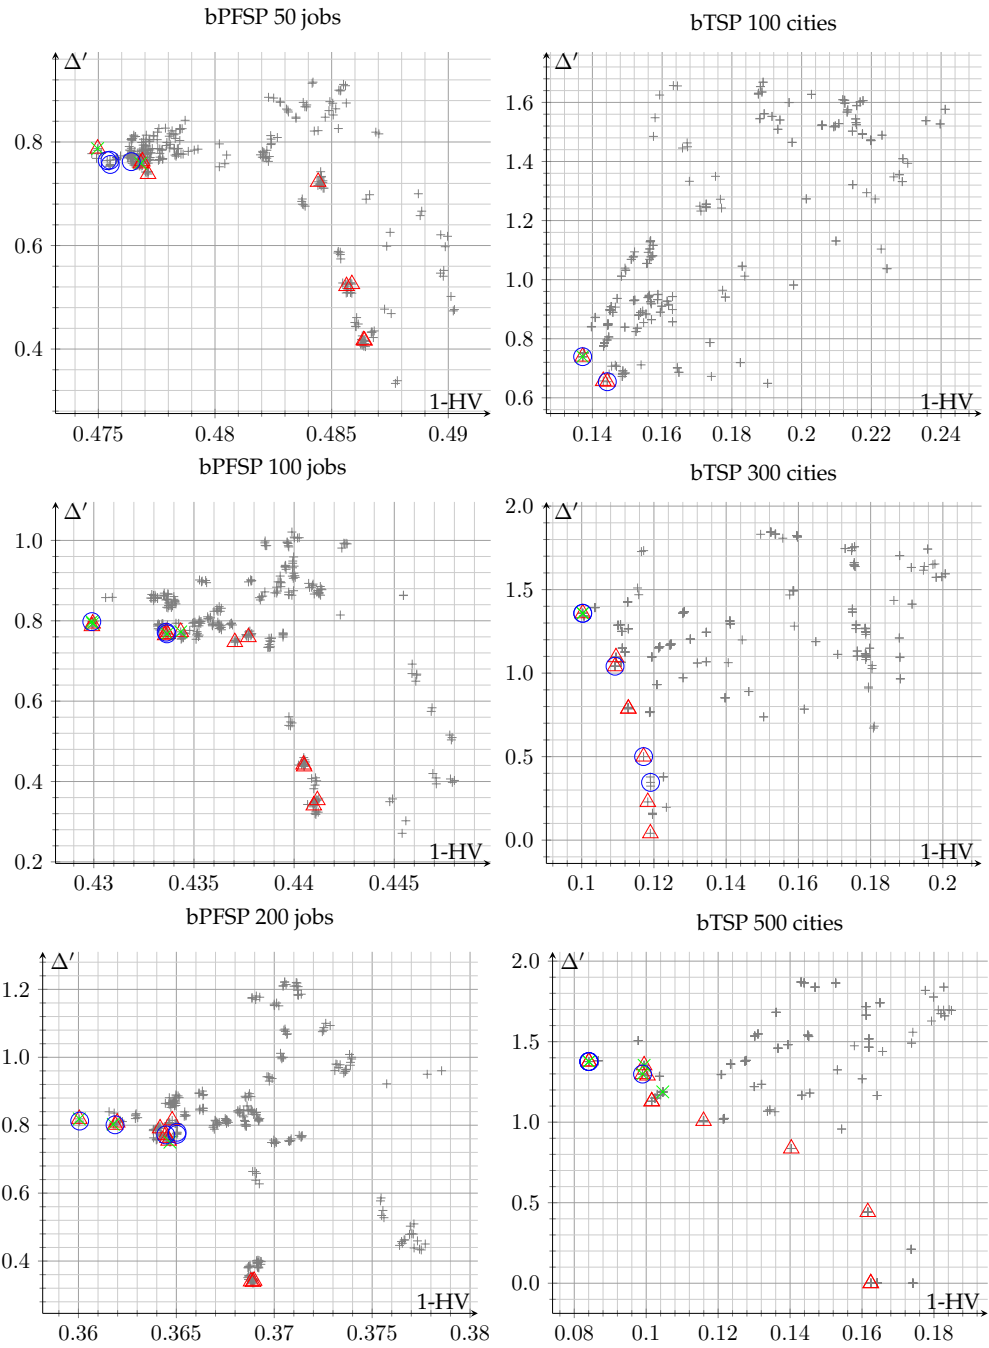 bPFSP 50 jobs
Δ′
0.8
0.6
0.4
1-HV
0.475 0.48 0.485 0.49
bTSP 100 cities
Δ′
1.6
1.4
1.2
1.0
0.8
0.6
1-HV
0.14 0.16 0.18 0.2 0.22 0.24
bPFSP 100 jobs
Δ′
1.0
0.8
0.6
0.4
0.2
1-HV
0.43 0.435 0.44 0.445
bTSP 300 cities
2.0
Δ′
1.5
1.0
0.5
0.0
1-HV
0.1 0.12 0.14 0.16 0.18 0.2
bPFSP 200 jobs
Δ′
1.2
1.0
0.8
0.6
0.4
1-HV
0.36 0.365 0.37 0.375 0.38
bTSP 500 cities
2.0
Δ′
1.5
1.0
0.5
0.0
1-HV
0.08 0.1 0.12 0.14 0.16 0.18